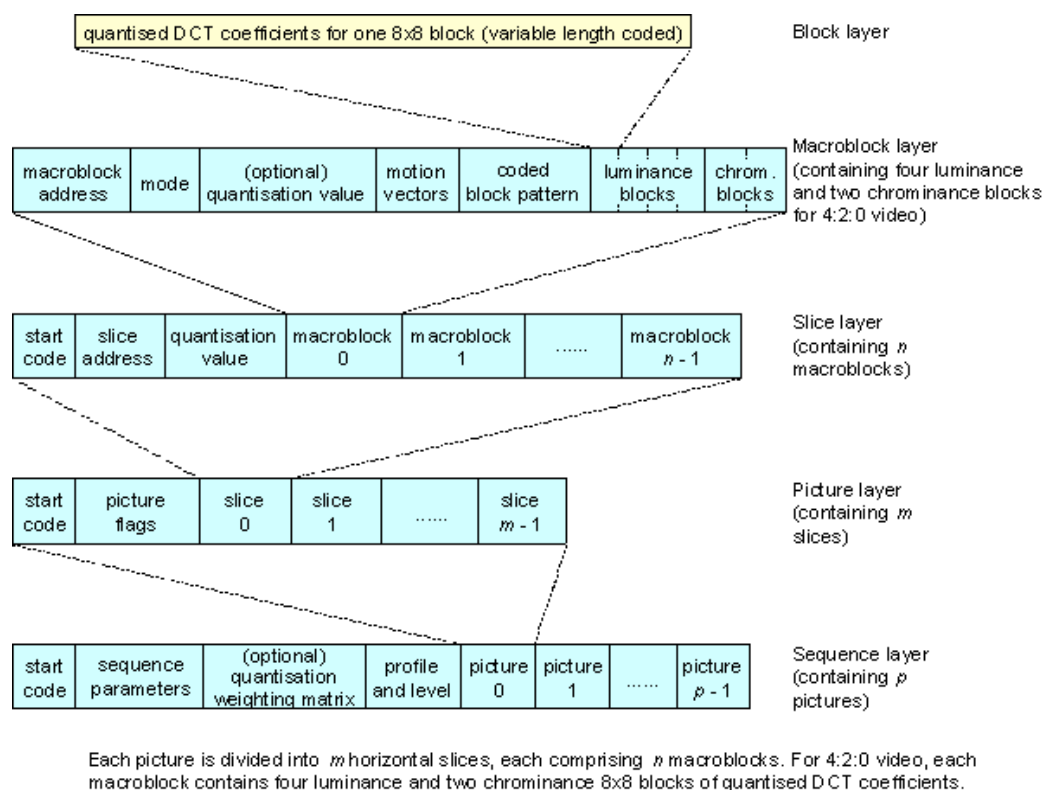 quantised DCT coefficients for one 8x8 block (variable length coded)
Block layer
macroblock address
mode
(optional) quantisation value
motion vectors
coded block pattern
luminance blocks
chrom. blocks
Macroblock layer
(containing four luminance
and two chrominance blocks
for 4:2:0 video)
start code
slice address
quantisation value
macroblock 0
macroblock 1
......
macroblock n - 1
Slice layer
(containing n
macroblocks)
start code
picture flags
slice 0
slice 1
......
slice m - 1
Picture layer
(containing m
slices)
start code
sequence parameters
(optional) quantisation weighting matrix
profile and level
picture 0
picture 1
......
picture p - 1
Sequence layer
(containing p
pictures)
Each picture is divided into m horizontal slices, each comprising n macroblocks. For 4:2:0 video, each
macroblock contains four luminance and two chrominance 8x8 blocks of quantised DCT coefficients.